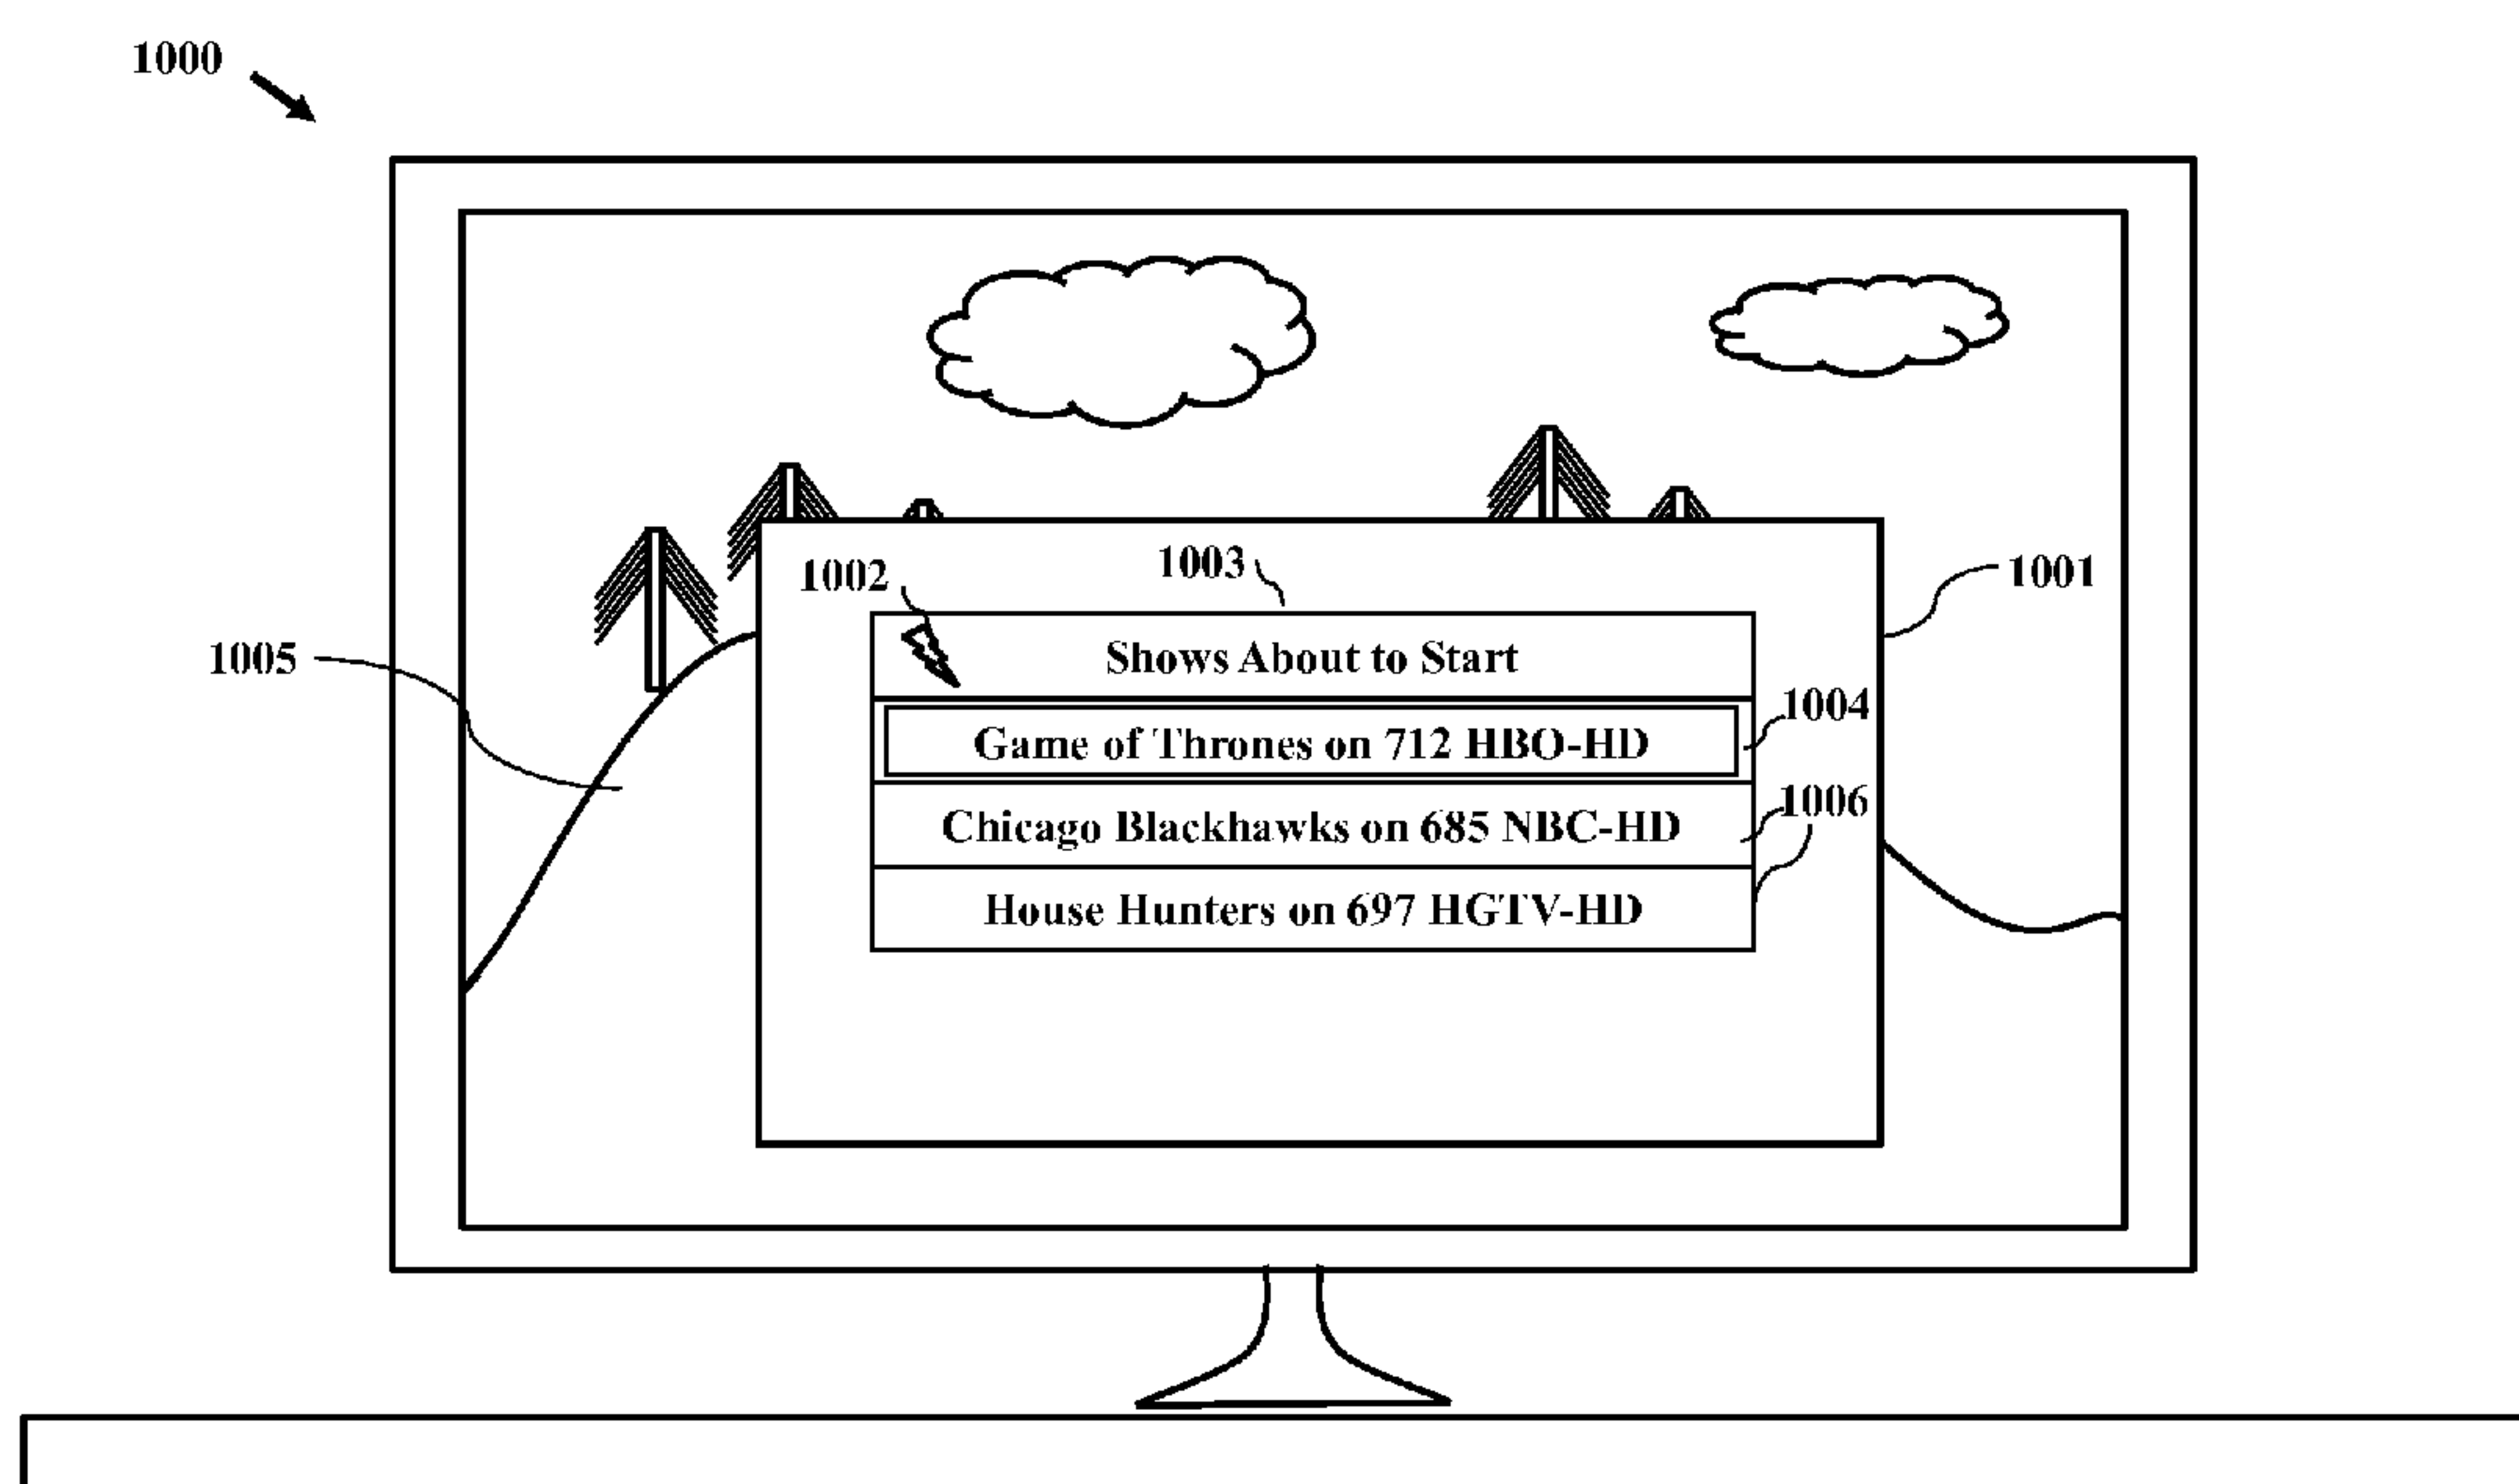 1000
1002
1003
1001
1005
Shows About to Start
1004
Game of Thrones on 712 HBO-HD
1006
Chicago Blackhawks on 685 NBC-HD
House Hunters on 697 HGTV-HD